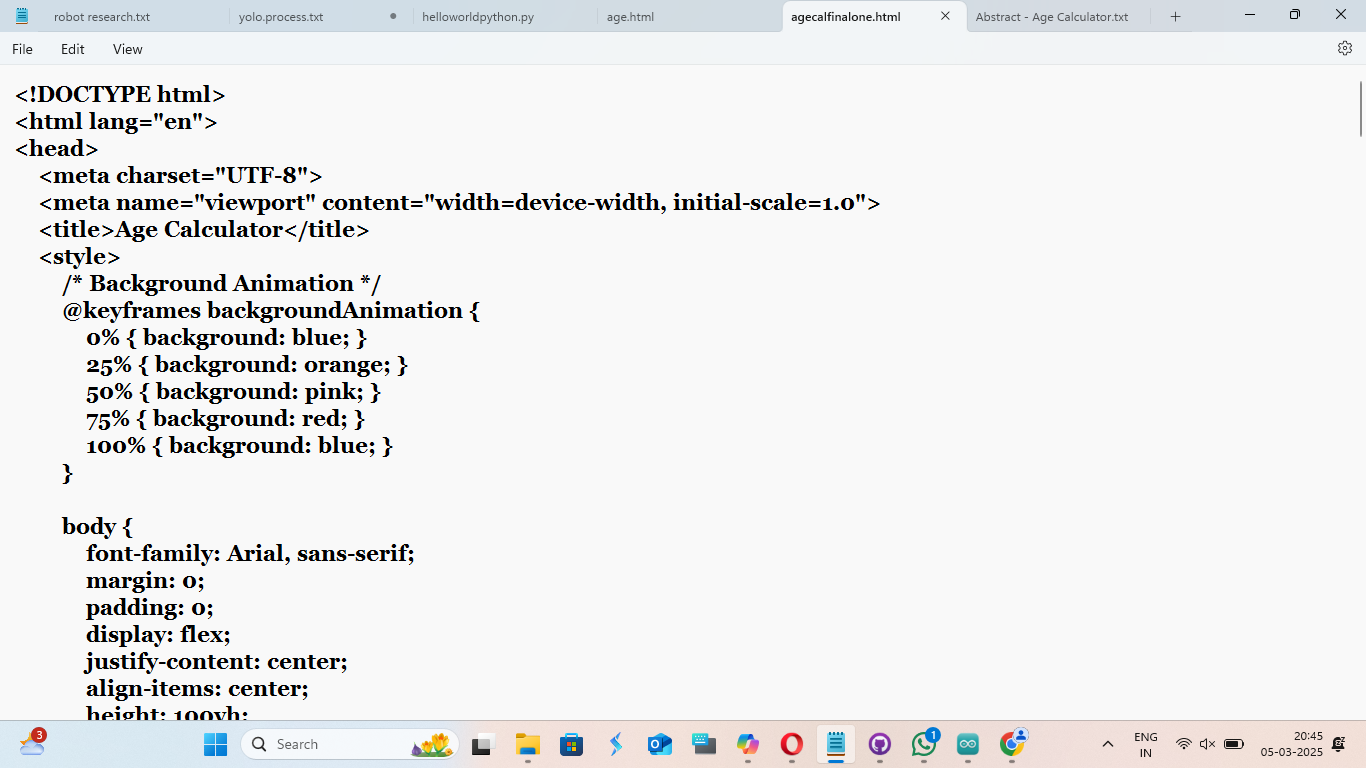 robot research.txt
yolo.process.txt
helloworldpython.py
age.html
agecalfinalone.html
Abstract - Age Calculator.txt
File
Edit
View
<!DOCTYPE html>
<html lang="en">
<head>
    <meta charset="UTF-8">
    <meta name="viewport" content="width=device-width, initial-scale=1.0">
    <title>Age Calculator</title>
    <style>
        /* Background Animation */
        @keyframes backgroundAnimation {
            0% { background: blue; }
            25% { background: orange; }
            50% { background: pink; }
            75% { background: red; }
            100% { background: blue; }
        }

        body {
            font-family: Arial, sans-serif;
            margin: 0;
            padding: 0;
            display: flex;
            justify-content: center;
            align-items: center;
            height: 100vh;
3
Search
1
ENG
IN
20:45
05-03-2025